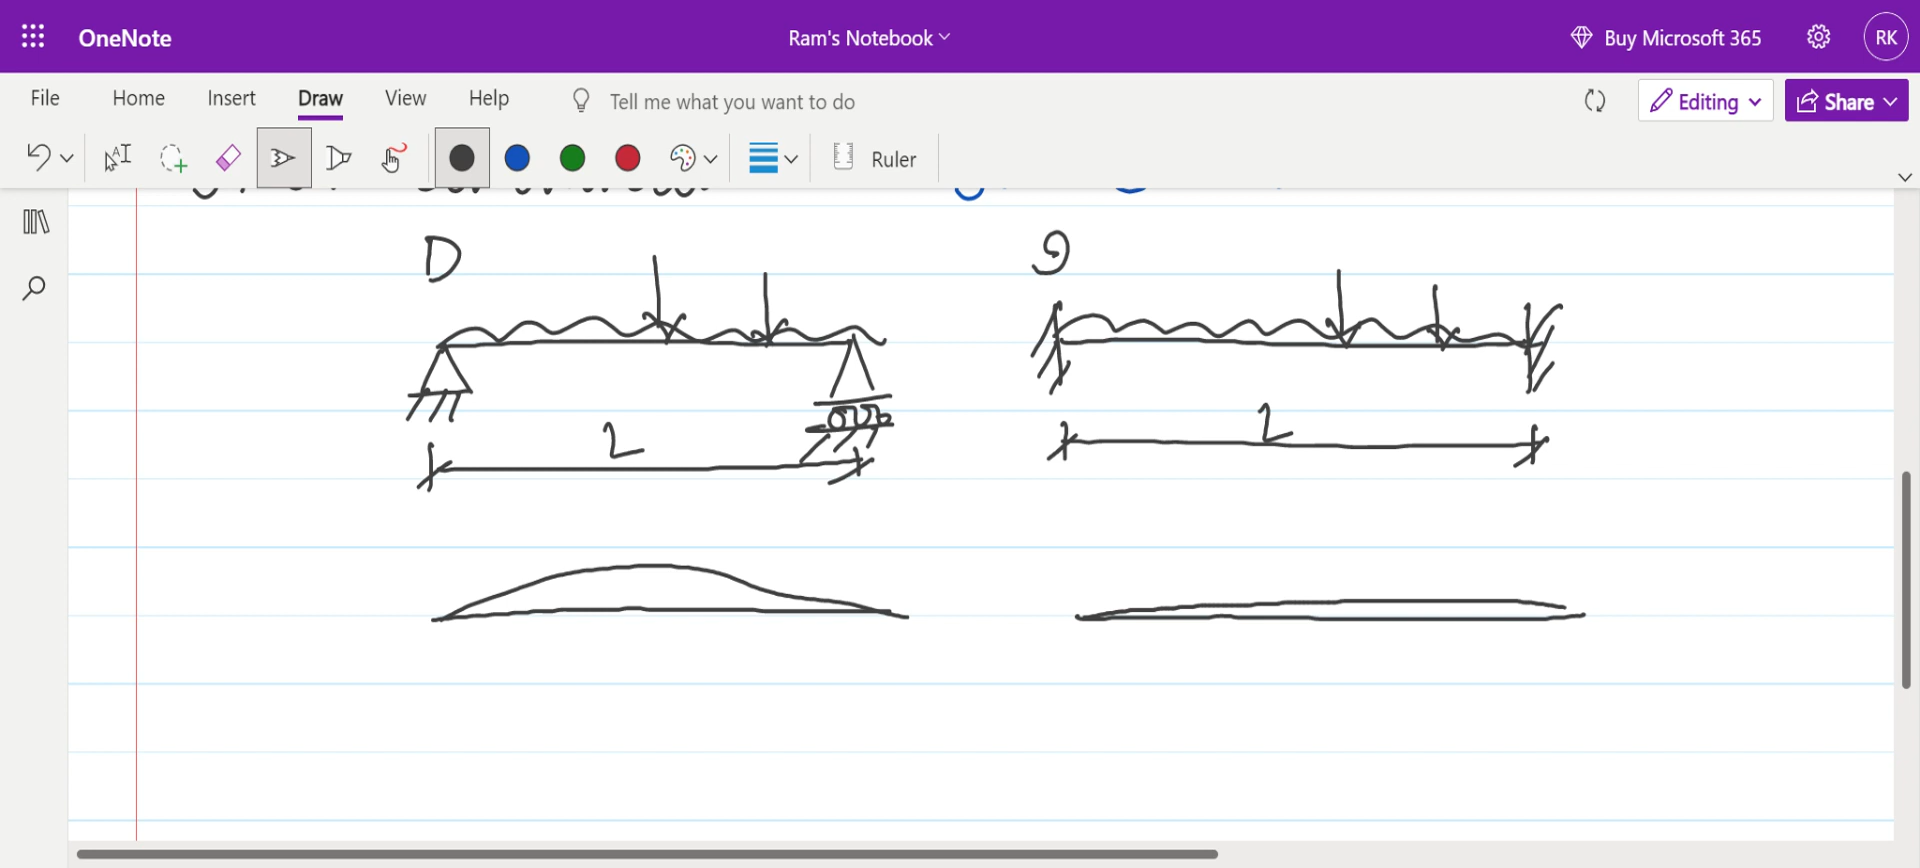 OneNote
Ram's Notebook
Buy Microsoft 365
RK
File Home Insert Draw View Help Tell me what you want to do
Editing Share
Ruler
D
L
L